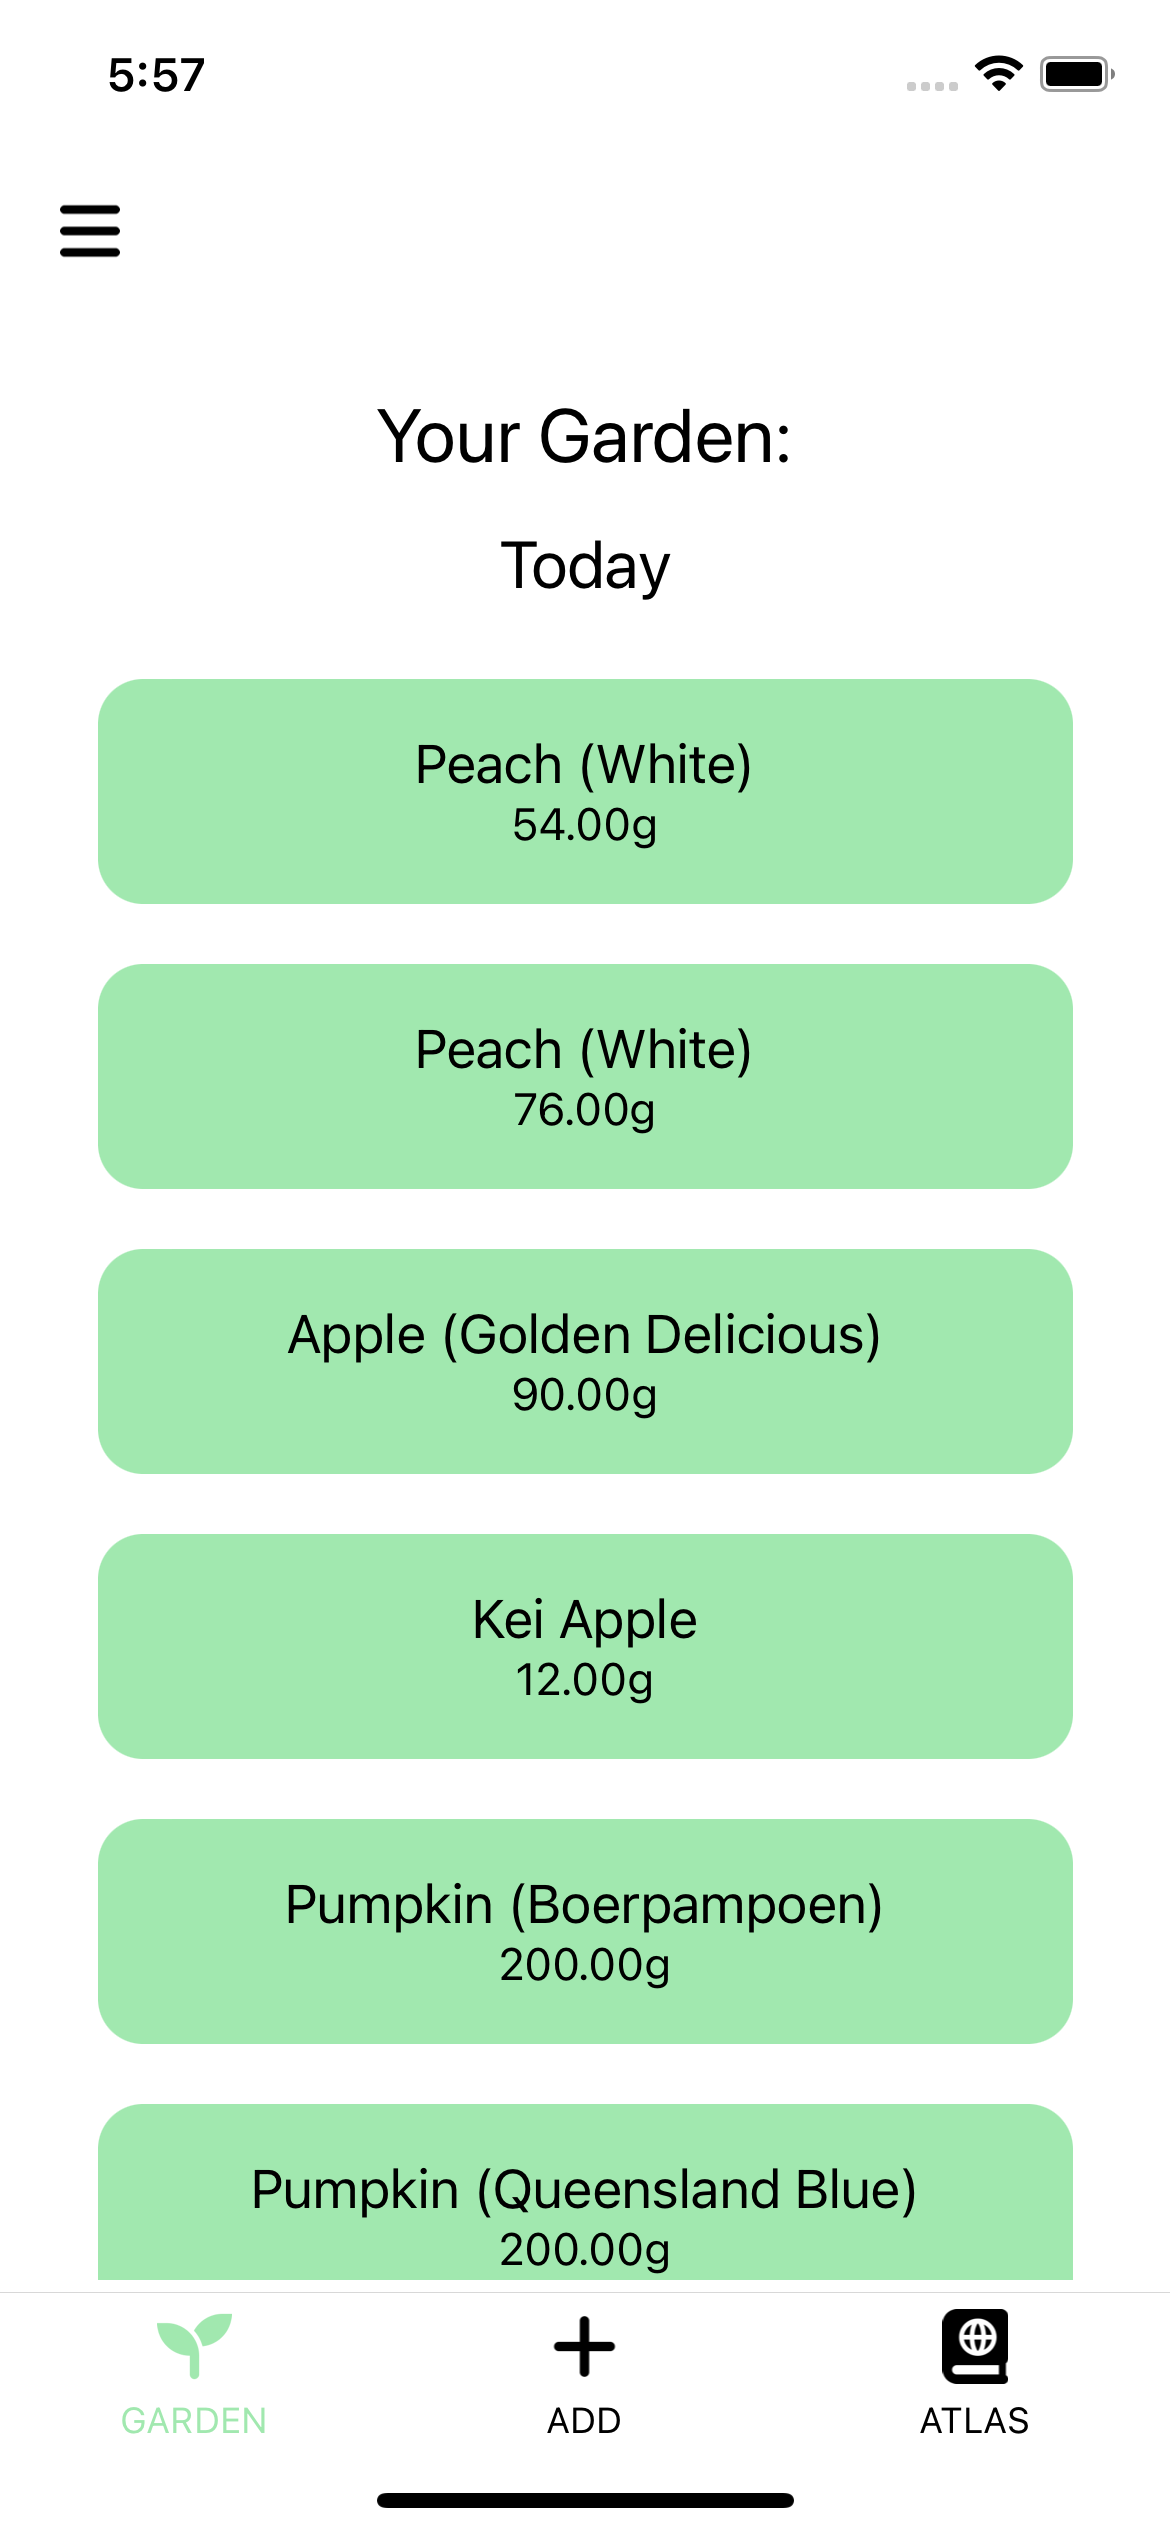 5:57
Your Garden:
Today
Peach (White)
54.00g
Peach (White)
76.00g
Apple (Golden Delicious)
90.00g
Kei Apple
12.00g
Pumpkin (Boerpampoen)
200.00g
Pumpkin (Queensland Blue)
200.00g
GARDEN
ADD
ATLAS